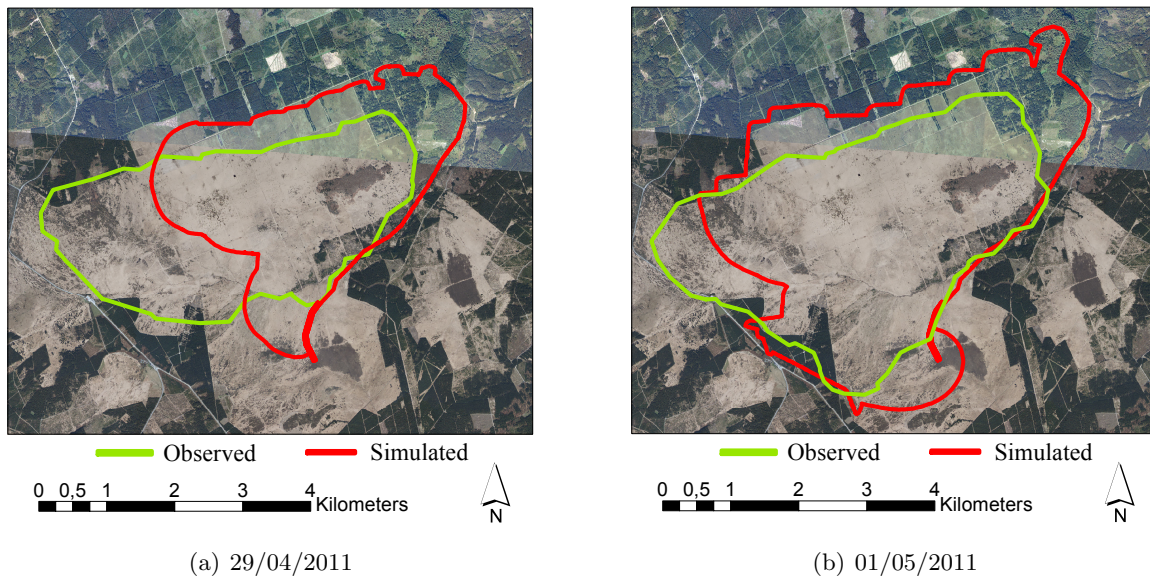 Observed Simulated
0 0,5 1 2 3 4 Kilometers
N
(a) 29/04/2011
Observed Simulated
0 0,5 1 2 3 4 Kilometers
N
(b) 01/05/2011